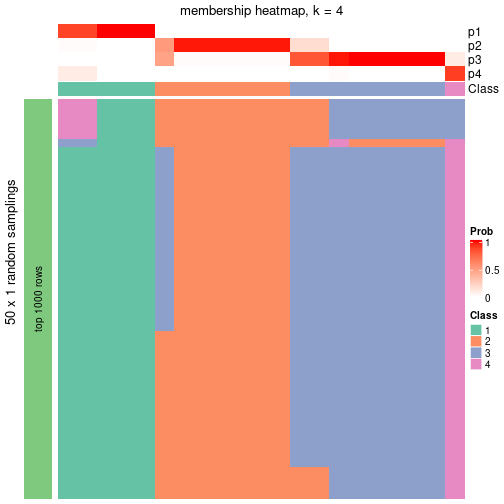 membership heatmap, k = 4
p1
p2
p3
p4
Class
50 x 1 random samplings
top 1000 rows
Prob
1
0.5
0
Class
1
2
3
4